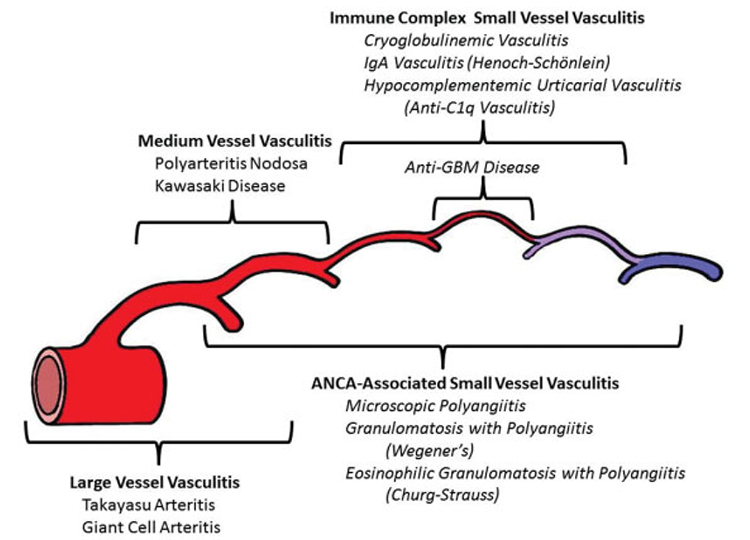 Immune Complex Small Vessel Vasculitis
Cryoglobulinemic Vasculitis
IgA Vasculitis (Henoch-Schönlein)
Hypocomplementemic Urticarial Vasculitis
(Anti-C1q Vasculitis)
Medium Vessel Vasculitis
Polyarteritis Nodosa
Kawasaki Disease
Anti-GBM Disease
ANCA-Associated Small Vessel Vasculitis
Microscopic Polyangiitis
Granulomatosis with Polyangiitis
(Wegener's)
Eosinophilic Granulomatosis with Polyangiitis
(Churg-Strauss)
Large Vessel Vasculitis
Takayasu Arteritis
Giant Cell Arteritis